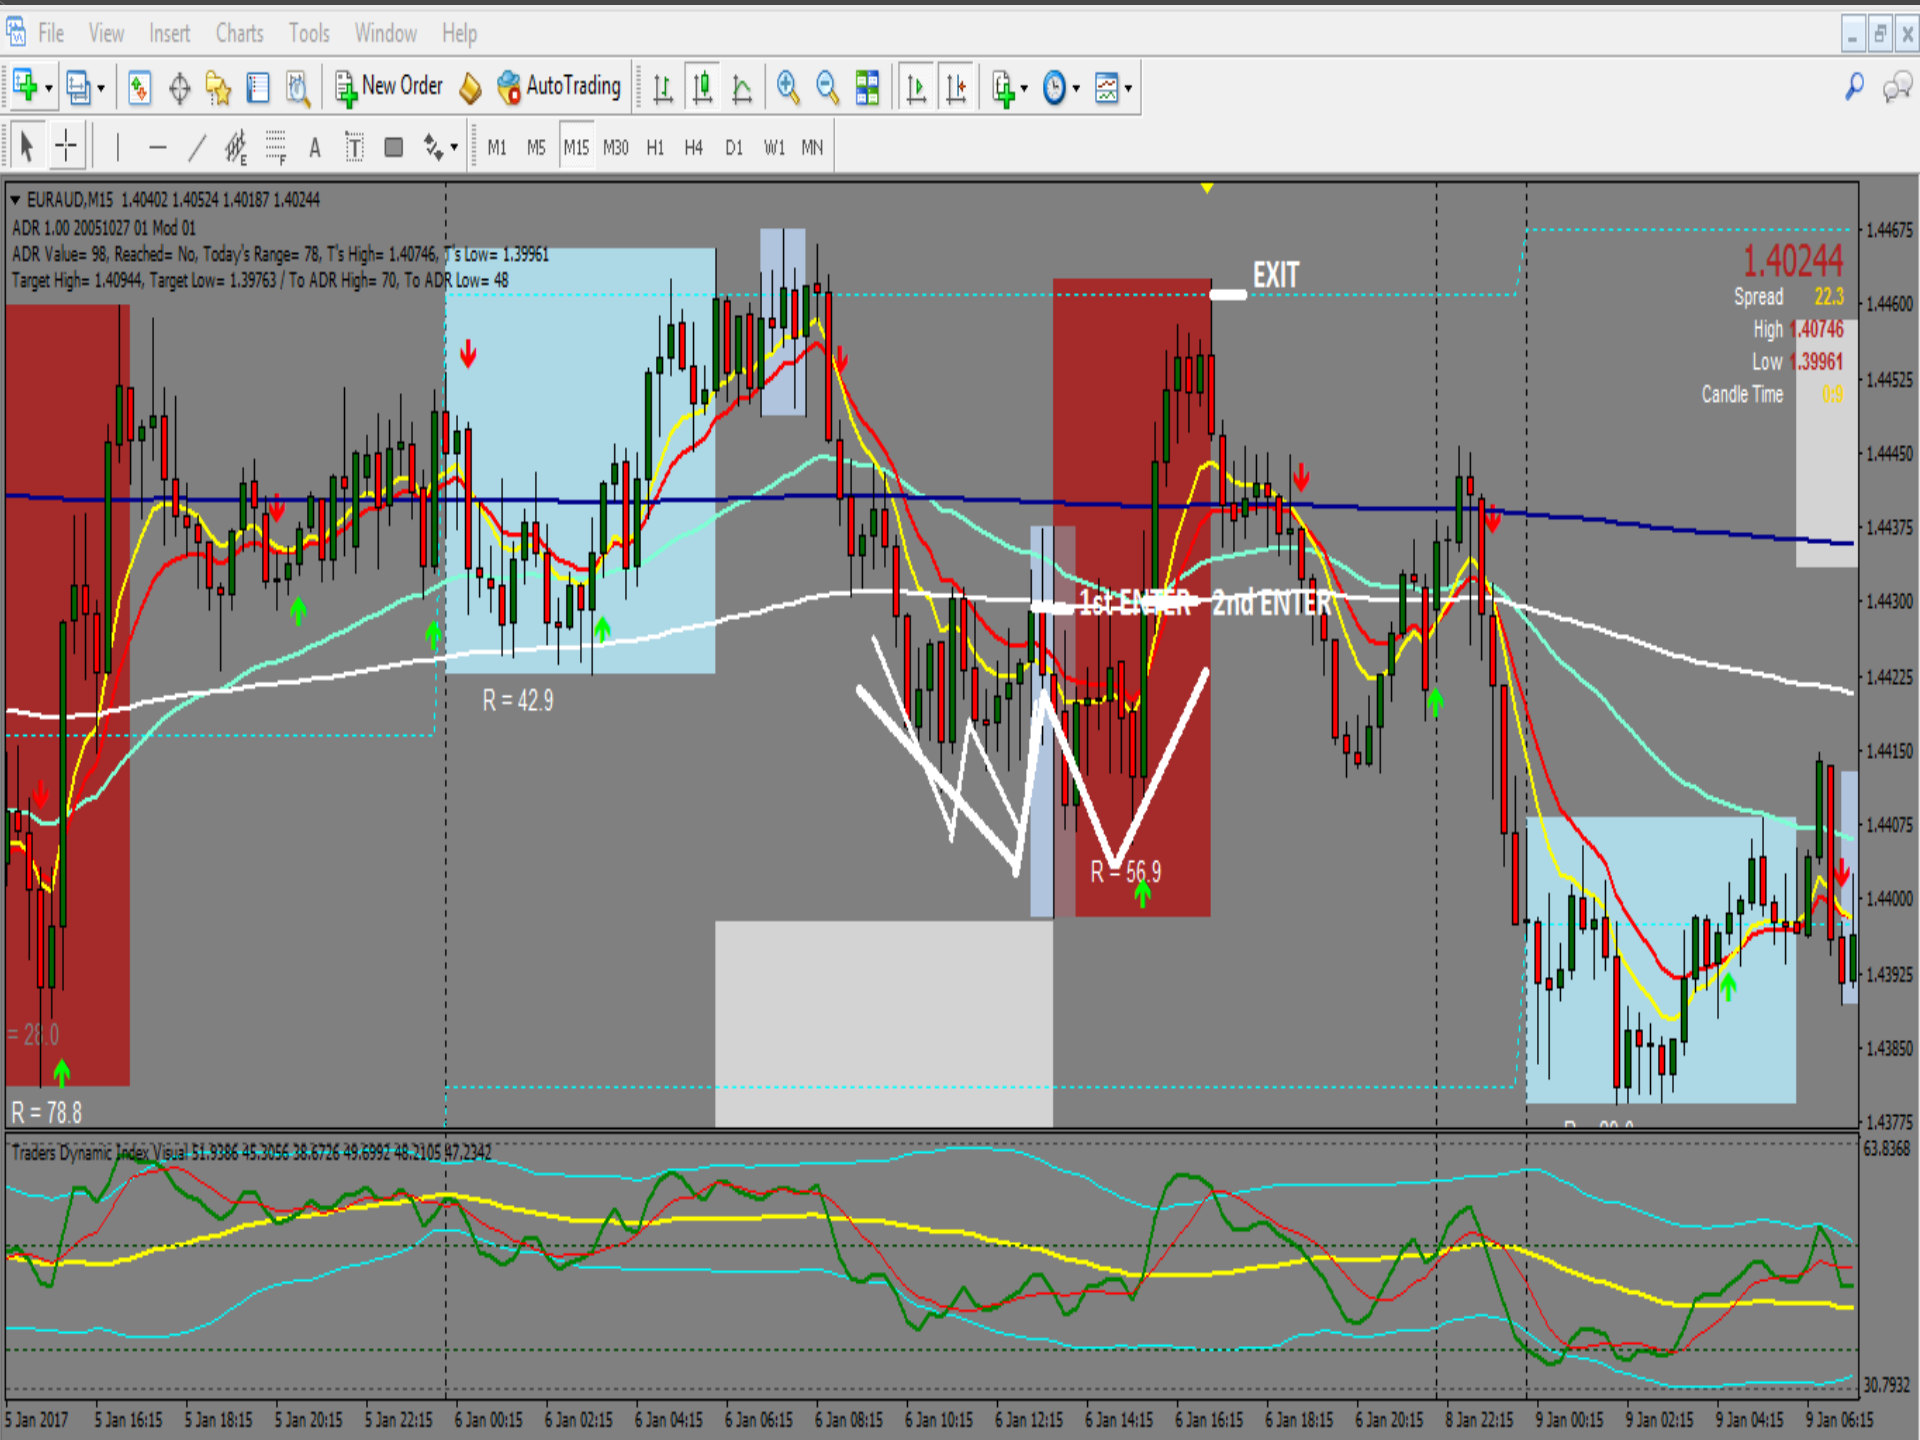 File View Insert Charts Tools Window Help
New Order AutoTrading
E F A T M1 M5 M15 M30 H1 H4 D1 W1 MN
EURAUD,M15 1.40402 1.40524 1.40187 1.40244
ADR 1.00 20051027 01 Mod 01
ADR Value= 98, Reached= No, Today's Range= 78, T's High= 1.40746, T's Low= 1.39961
Target High= 1.40944, Target Low= 1.39763 / To ADR High= 70, To ADR Low= 48
1.40244
Spread 22.3
High 1.40746
Low 1.39961
Candle Time 0:9
EXIT
1st ENTER 2nd ENTER
R = 42.9
R = 56.9
= 28.0
R = 78.8
1.44675
1.44600
1.44525
1.44450
1.44375
1.44300
1.44225
1.44150
1.44075
1.44000
1.43925
1.43850
1.43775
Traders Dynamic Index Visual 51.9386 45.3056 38.6726 49.6992 48.2105 47.2342
63.8368
30.7932
5 Jan 2017 5 Jan 16:15 5 Jan 18:15 5 Jan 20:15 5 Jan 22:15 6 Jan 00:15 6 Jan 02:15 6 Jan 04:15 6 Jan 06:15 6 Jan 08:15 6 Jan 10:15 6 Jan 12:15 6 Jan 14:15 6 Jan 16:15 6 Jan 18:15 6 Jan 20:15 8 Jan 22:15 9 Jan 00:15 9 Jan 02:15 9 Jan 04:15 9 Jan 06:15